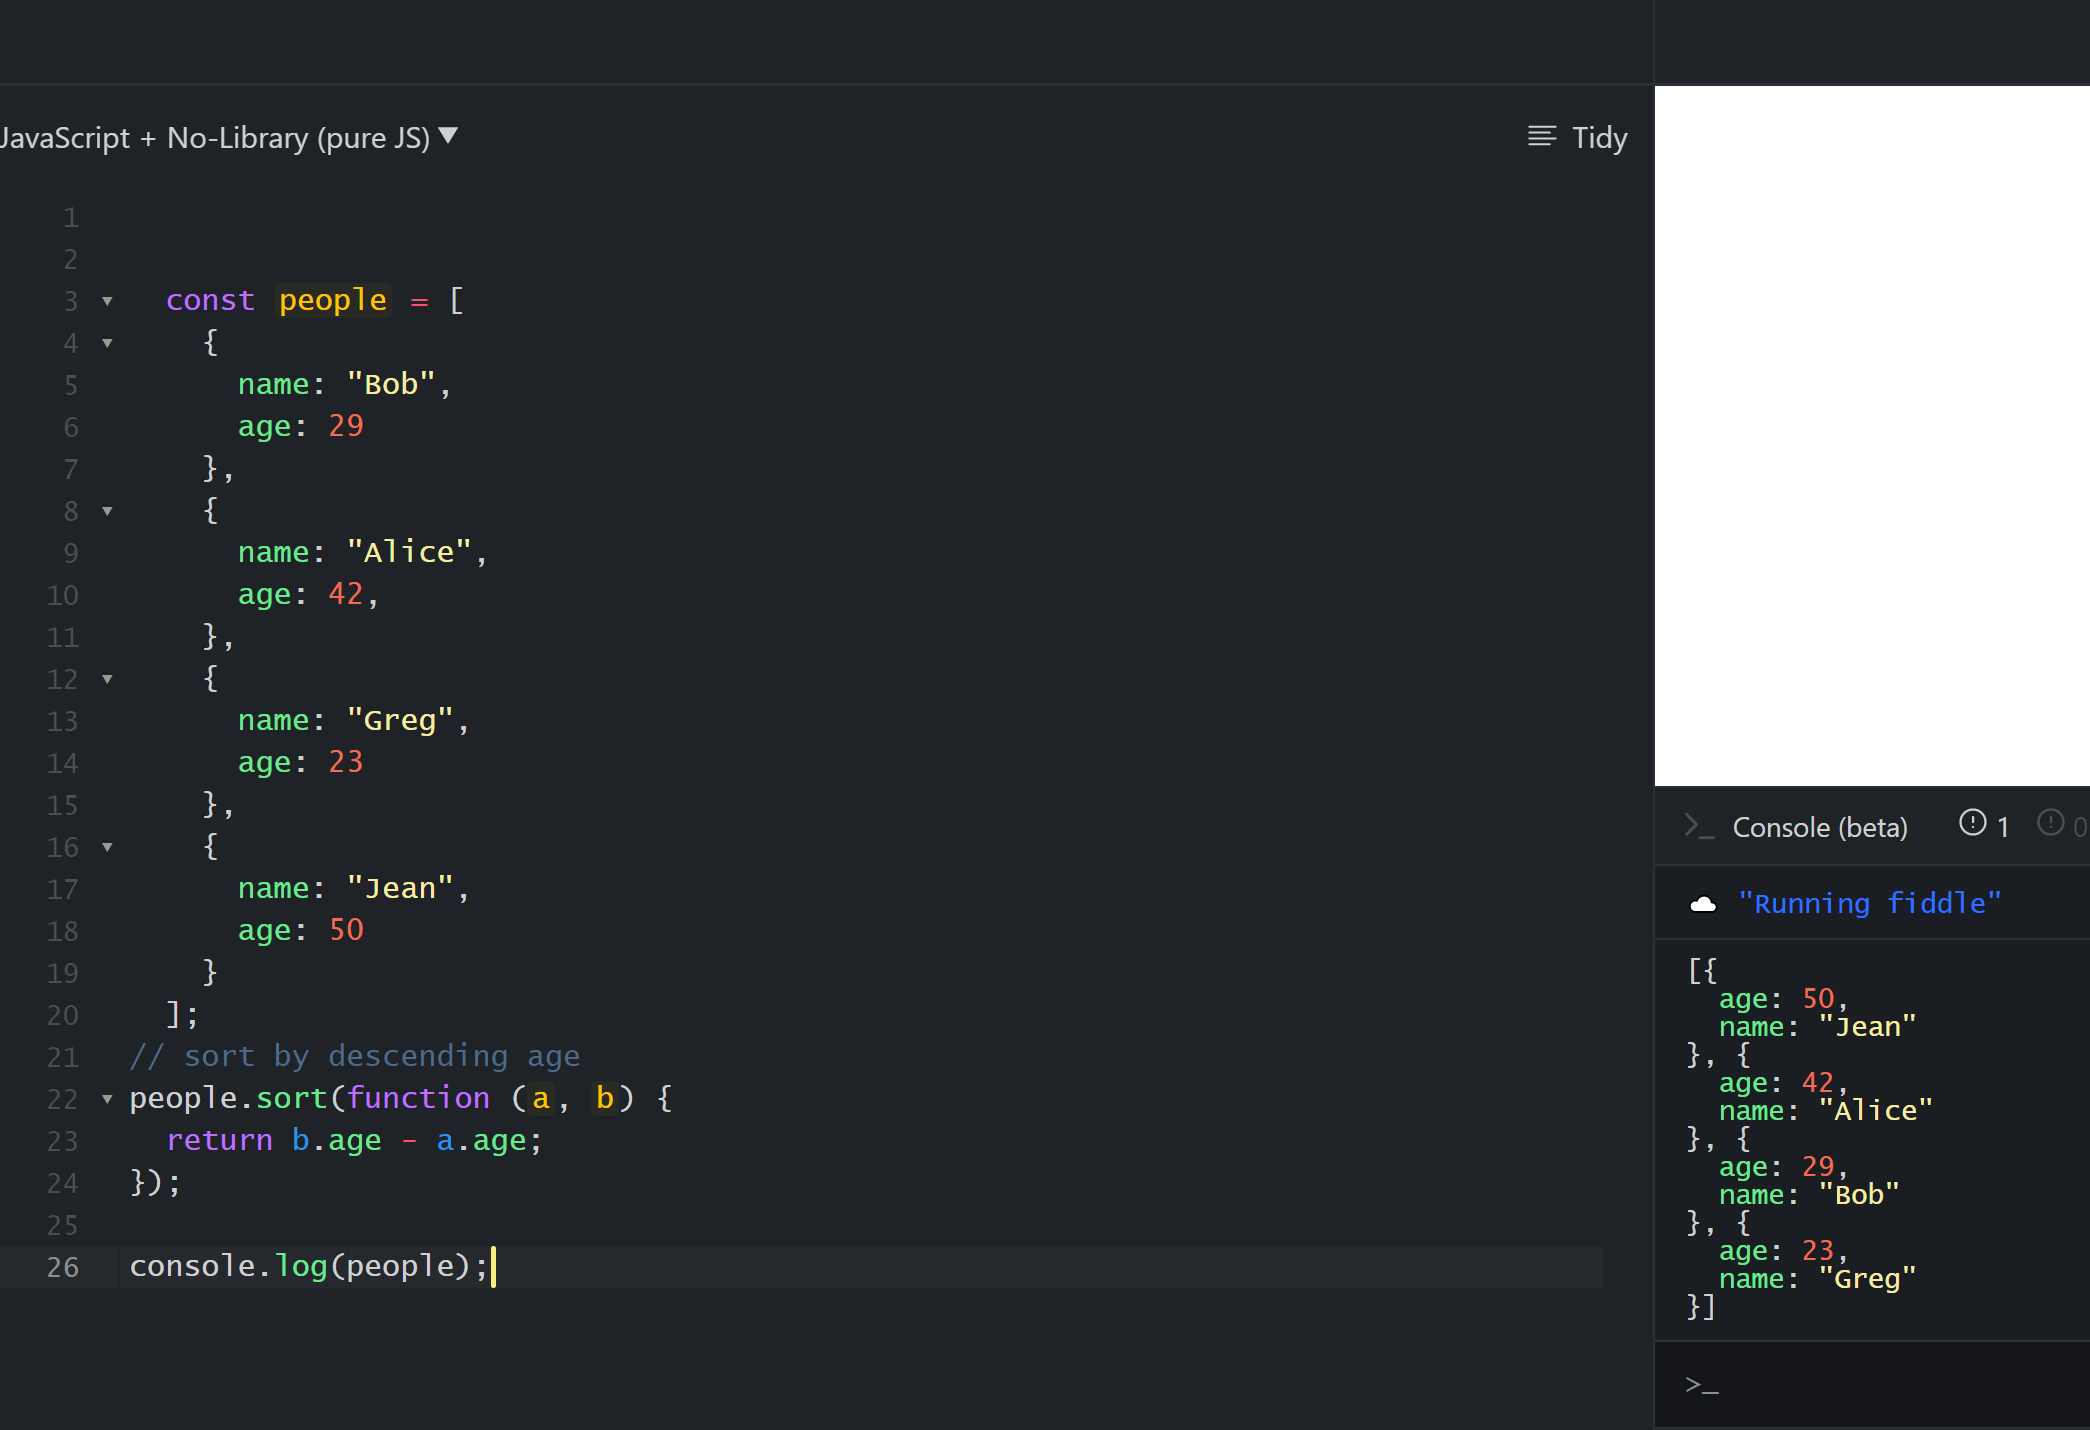 JavaScript + No-Library (pure JS) ▼
Tidy
1
2
3 const people = [
4 {
5 name: "Bob",
6 age: 29
7 },
8 {
9 name: "Alice",
10 age: 42,
11 },
12 {
13 name: "Greg",
14 age: 23
15 },
16 {
17 name: "Jean",
18 age: 50
19 }
20 ];
21 // sort by descending age
22 people.sort(function (a, b) {
23 return b.age - a.age;
24 });
25
26 console.log(people);
>_ Console (beta) 1 0
"Running fiddle"
[{
age: 50,
name: "Jean"
}, {
age: 42,
name: "Alice"
}, {
age: 29,
name: "Bob"
}, {
age: 23,
name: "Greg"
}]
>_